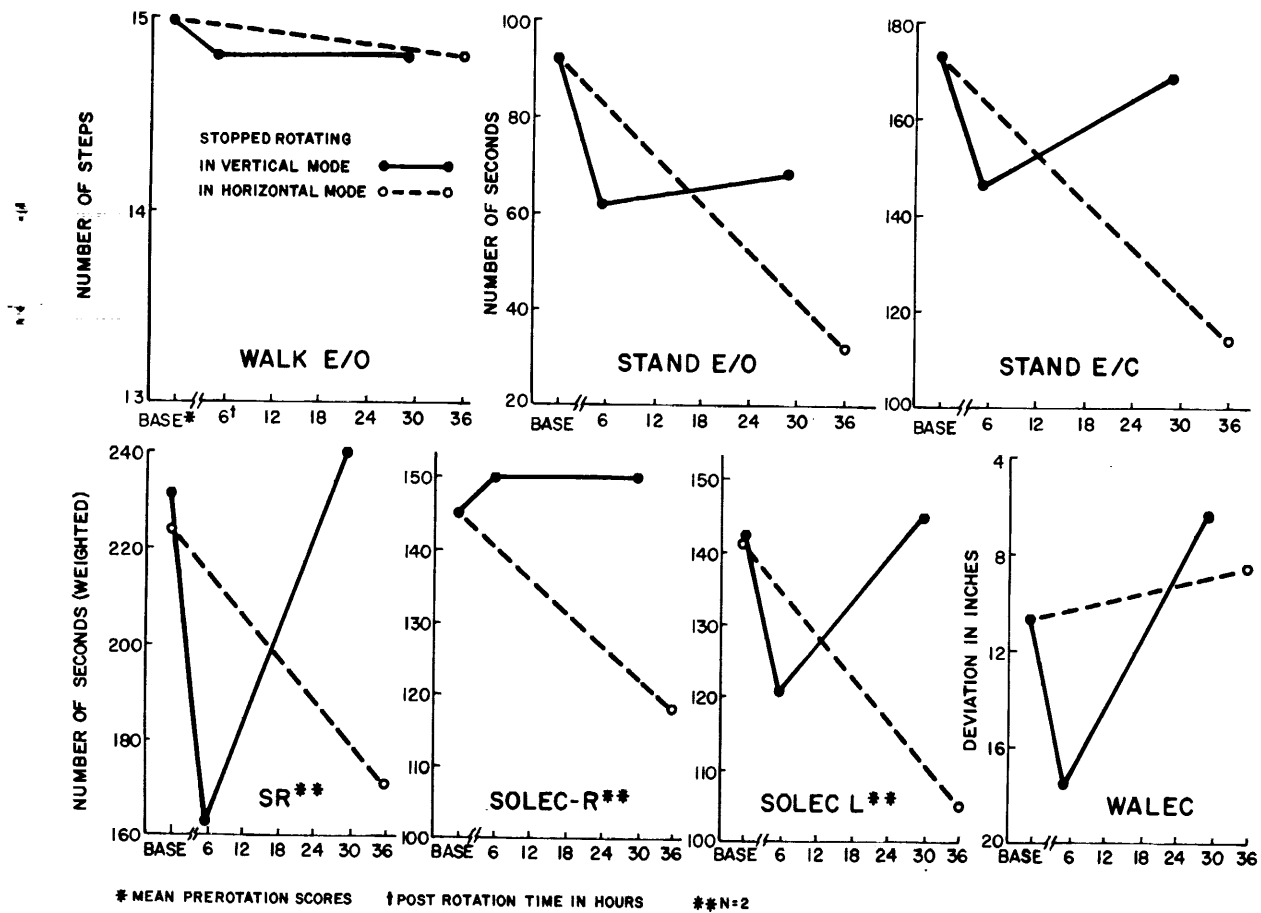 NUMBER OF STEPS
15
14
13
STOPPED ROTATING
IN VERTICAL MODE
IN HORIZONTAL MODE
WALK E/O
BASE* 6† 12 18 24 30 36
NUMBER OF SECONDS
100
80
60
40
20
STAND E/O
BASE 6 12 18 24 30 36
180
160
140
120
100
STAND E/C
BASE 6 12 18 24 30 36
NUMBER OF SECONDS (WEIGHTED)
240
220
200
180
160
SR**
BASE 6 12 18 24 30 36
150
140
130
120
110
100
SOLEC-R**
BASE 6 12 18 24 30 36
150
140
130
120
110
100
SOLEC L**
BASE 6 12 18 24 30 36
DEVIATION IN INCHES
4
8
12
16
20
WALEC
BASE 6 12 18 24 30 36
* MEAN PREROTATION SCORES † POST ROTATION TIME IN HOURS ** N=2